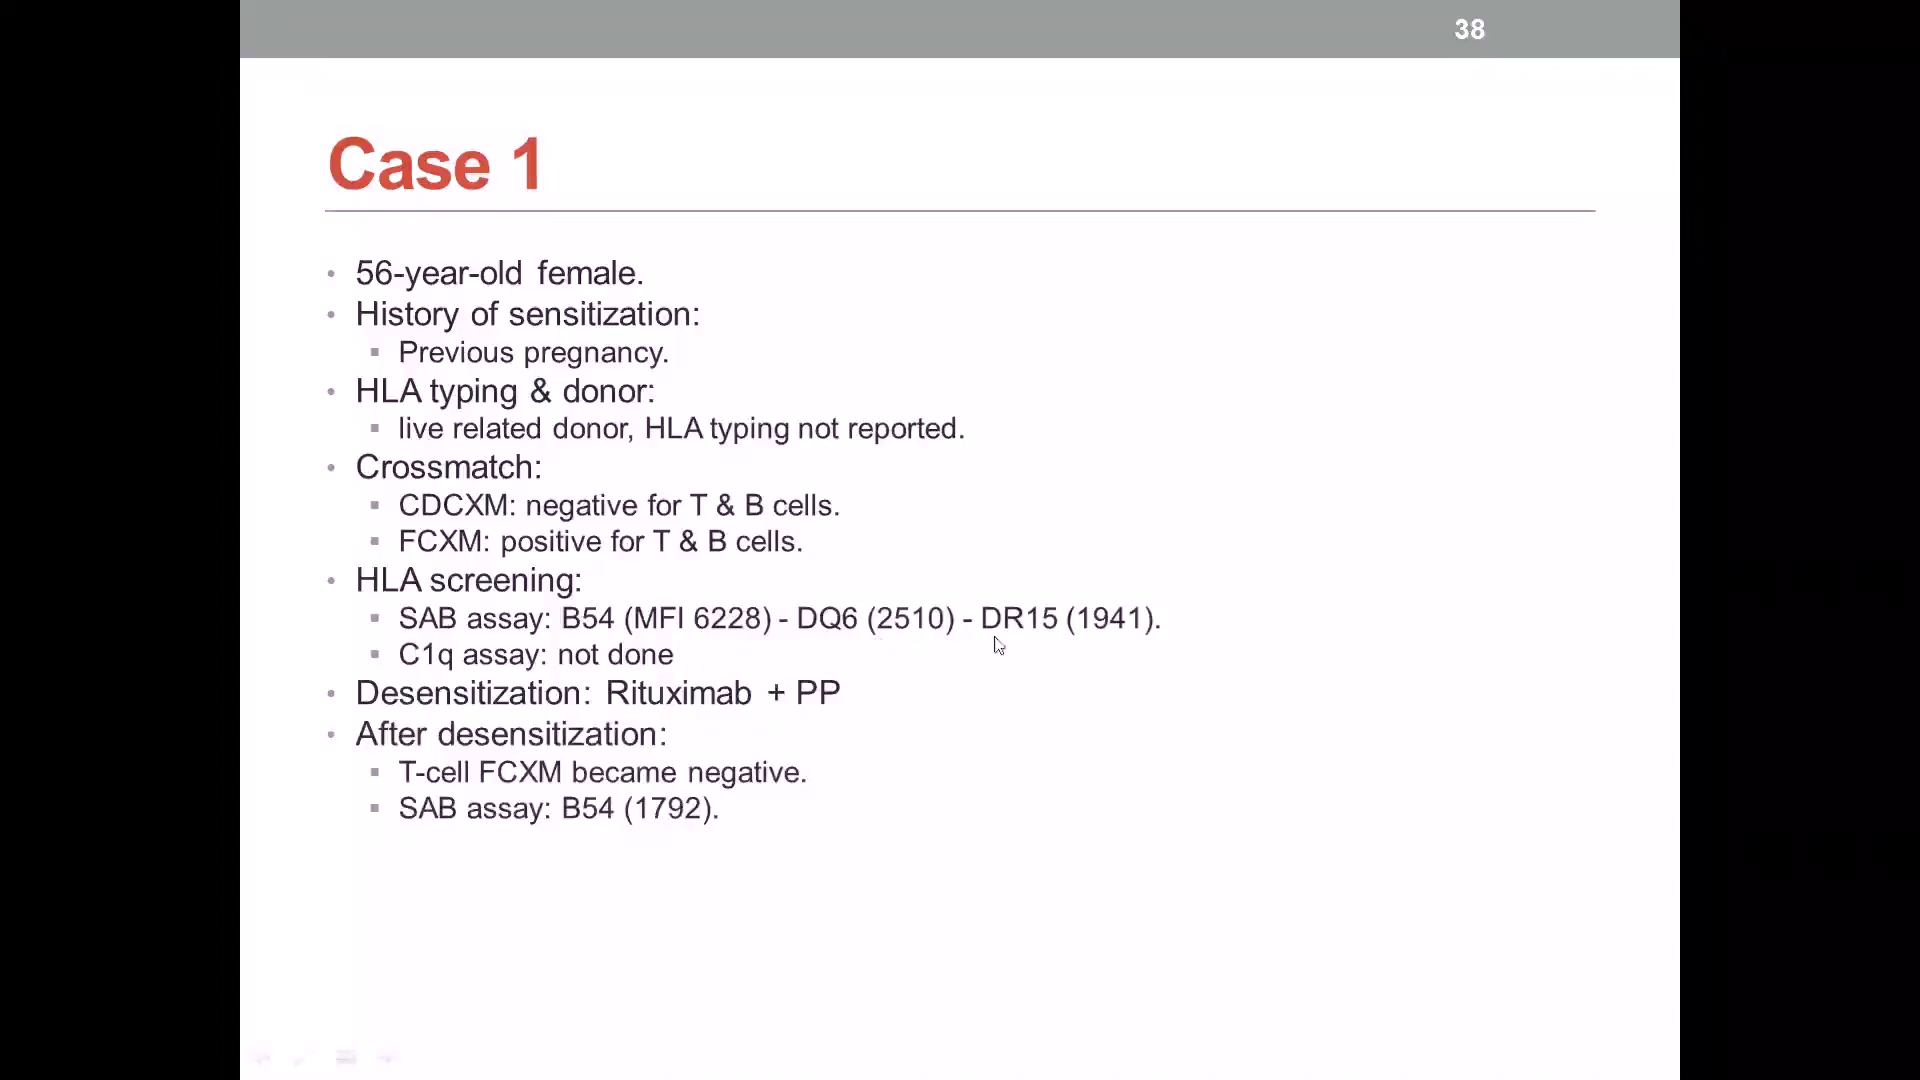 38
Case 1
• 56-year-old female.
• History of sensitization:
▪ Previous pregnancy.
• HLA typing & donor:
▪ live related donor, HLA typing not reported.
• Crossmatch:
▪ CDCXM: negative for T & B cells.
▪ FCXM: positive for T & B cells.
• HLA screening:
▪ SAB assay: B54 (MFI 6228) - DQ6 (2510) - DR15 (1941).
▪ C1q assay: not done
• Desensitization: Rituximab + PP
• After desensitization:
▪ T-cell FCXM became negative.
▪ SAB assay: B54 (1792).